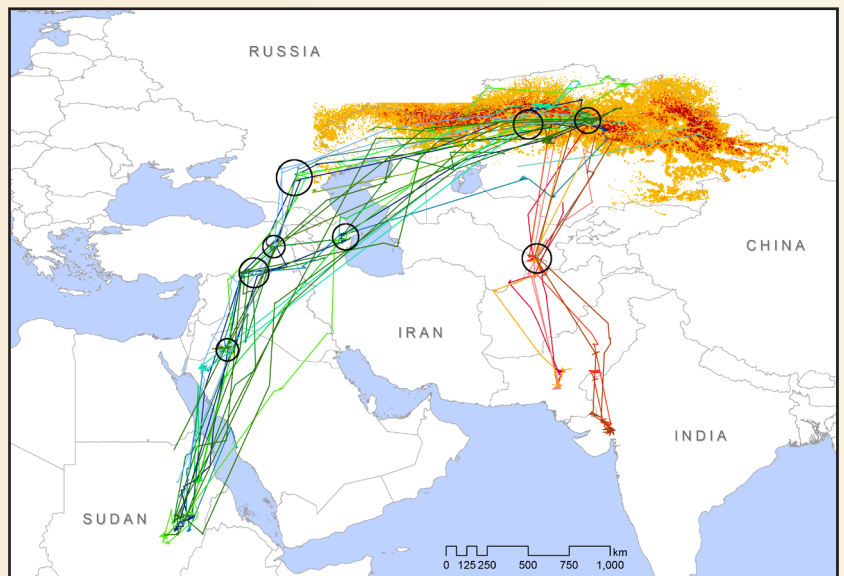 RUSSIA
CHINA
IRAN
INDIA
SUDAN
km
0 125 250 500 750 1,000